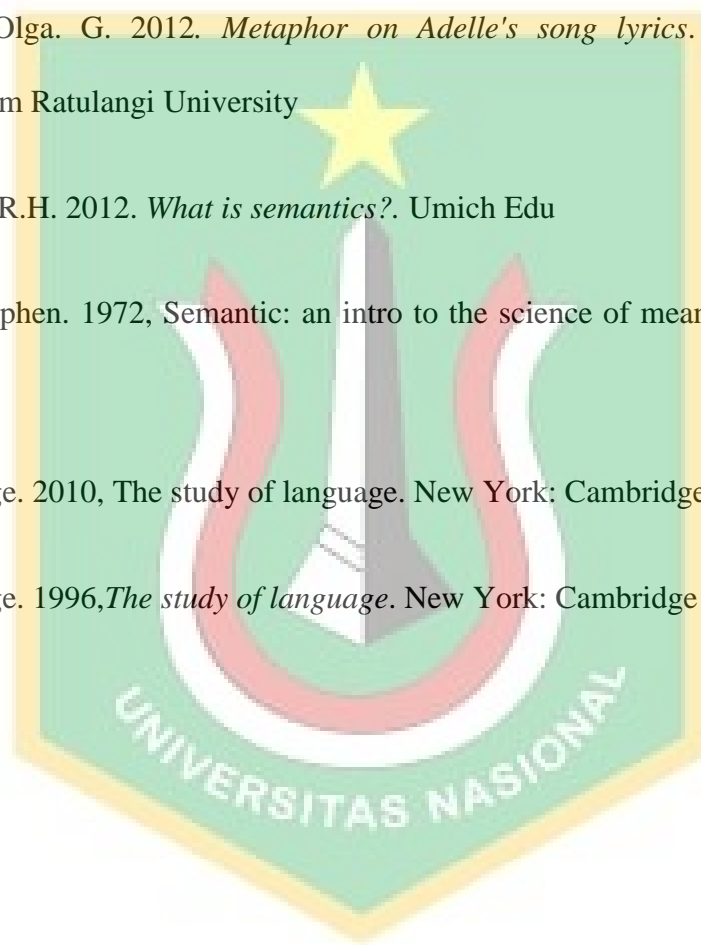 Olga. G. 2012. Metaphor on Adelle's song lyrics.
m Ratulangi University
R.H. 2012. What is semantics?. Umich Edu
phen. 1972, Semantic: an intro to the science of mear
ge. 2010, The study of language. New York: Cambridge
ge. 1996,The study of language. New York: Cambridge
UNIVERSITAS NASIONAL